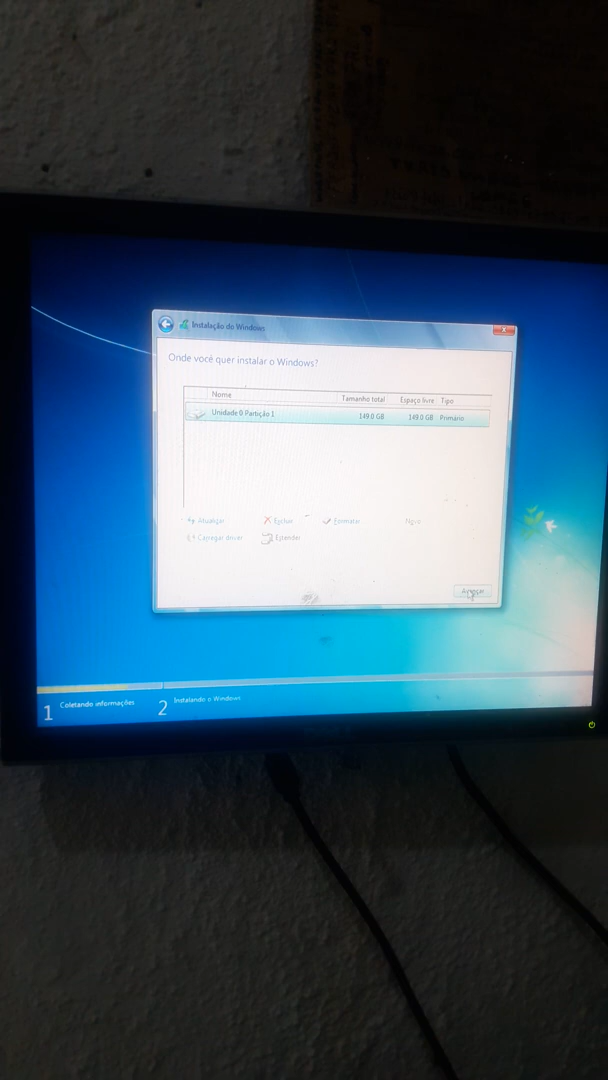 Instalação do Windows
Onde você quer instalar o Windows?
Nome Tamanho total Espaço livre Tipo
Unidade 0 Partição 1 149.0 GB 149.0 GB Primário
Atualizar Excluir Formatar Novo
Carregar driver Estender
Avançar
1 Coletando informações 2 Instalando o Windows